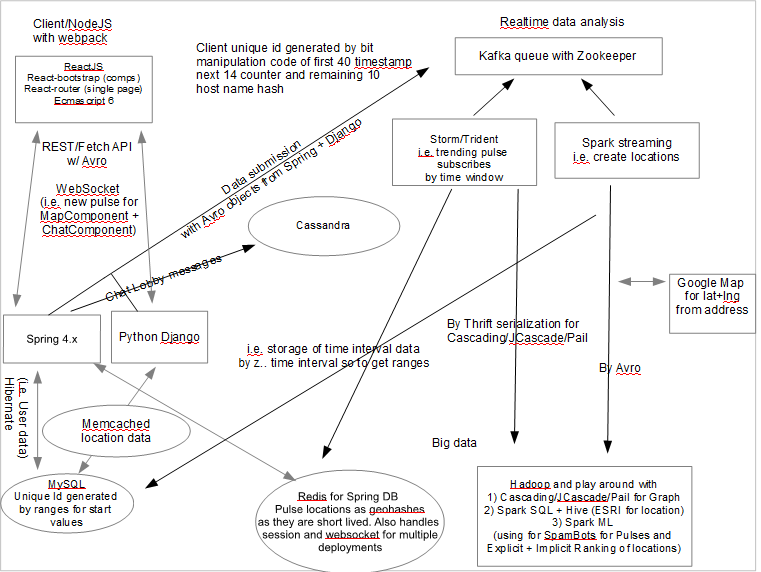 Client/NodeJS
with webpack
ReactJS
React-bootstrap (comps)
React-router (single page)
Ecmascript 6
Client unique id generated by bit
manipulation code of first 40 timestamp
next 14 counter and remaining 10
host name hash
Realtime data analysis
Kafka queue with Zookeeper
REST/Fetch API
w/ Avro
WebSocket
(i.e. new pulse for
MapComponent +
ChatComponent)
Data submission
with Avro objects from Spring + Django
Storm/Trident
i.e. trending pulse
subscribes
by time window
Spark streaming
i.e. create locations
Cassandra
Chat Lobby messages
Google Map
for lat+lng
from address
Spring 4.x
Python Django
By Thrift serialization for
Cascading/JCascade/Pail
i.e. storage of time interval data
by z.. time interval so to get ranges
By Avro
(i.e. User data)
Hibernate
Memcached
location data
Big data
MySQL
Unique Id generated
by ranges for start
values
Redis for Spring DB
Pulse locations as geohashes
as they are short lived. Also handles
session and websocket for multiple
deployments
Hadoop and play around with
1) Cascading/JCascade/Pail for Graph
2) Spark SQL + Hive (ESRI for location)
3) Spark ML
(using for SpamBots for Pulses and
Explicit + Implicit Ranking of locations)